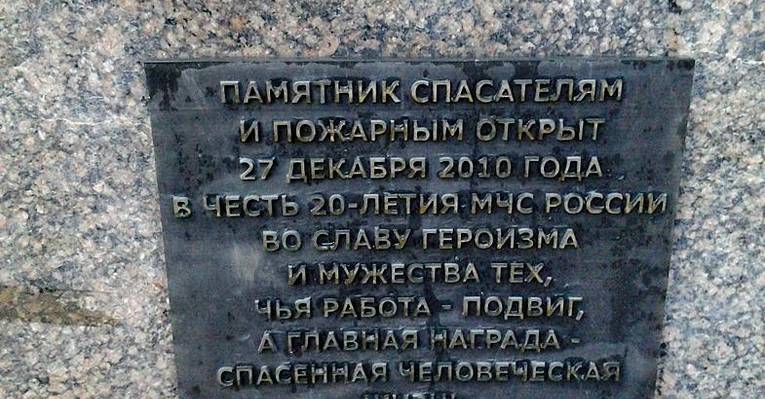 ПАМЯТНИК СПАСАТЕЛЯМ
И ПОЖАРНЫМ ОТКРЫТ
27 ДЕКАБРЯ 2010 ГОДА
В ЧЕСТЬ 20-ЛЕТИЯ МЧС РОССИИ
ВО СЛАВУ ГЕРОИЗМА
И МУЖЕСТВА ТЕХ,
ЧЬЯ РАБОТА - ПОДВИГ,
А ГЛАВНАЯ НАГРАДА -
СПАСЕННАЯ ЧЕЛОВЕЧЕСКАЯ